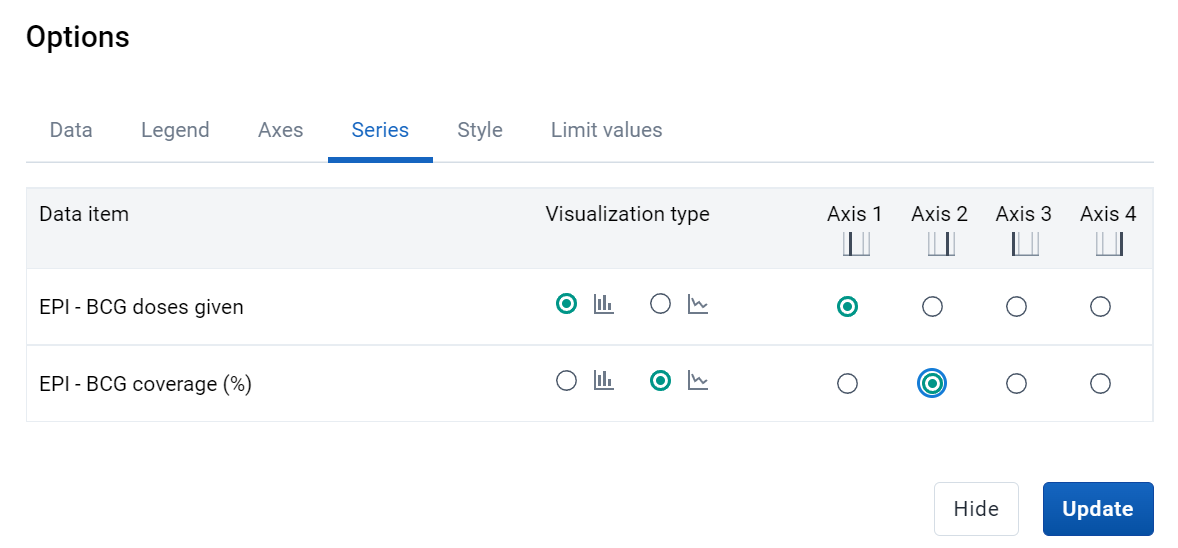 Options
Data Legend Axes Series Style Limit values
Data item Visualization type Axis 1 Axis 2 Axis 3 Axis 4
EPI - BCG doses given
EPI - BCG coverage (%)
Hide Update